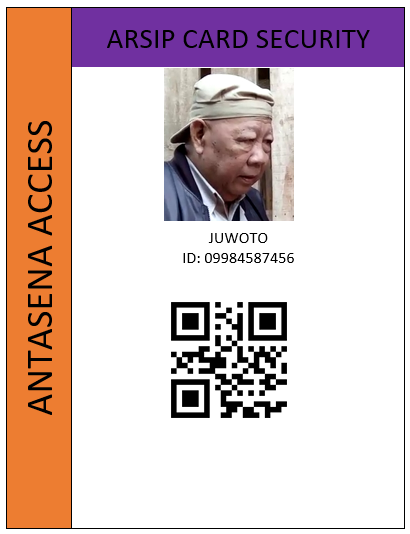 ARSIP CARD SECURITY
ANTASENA ACCESS
JUWOTO
ID: 09984587456